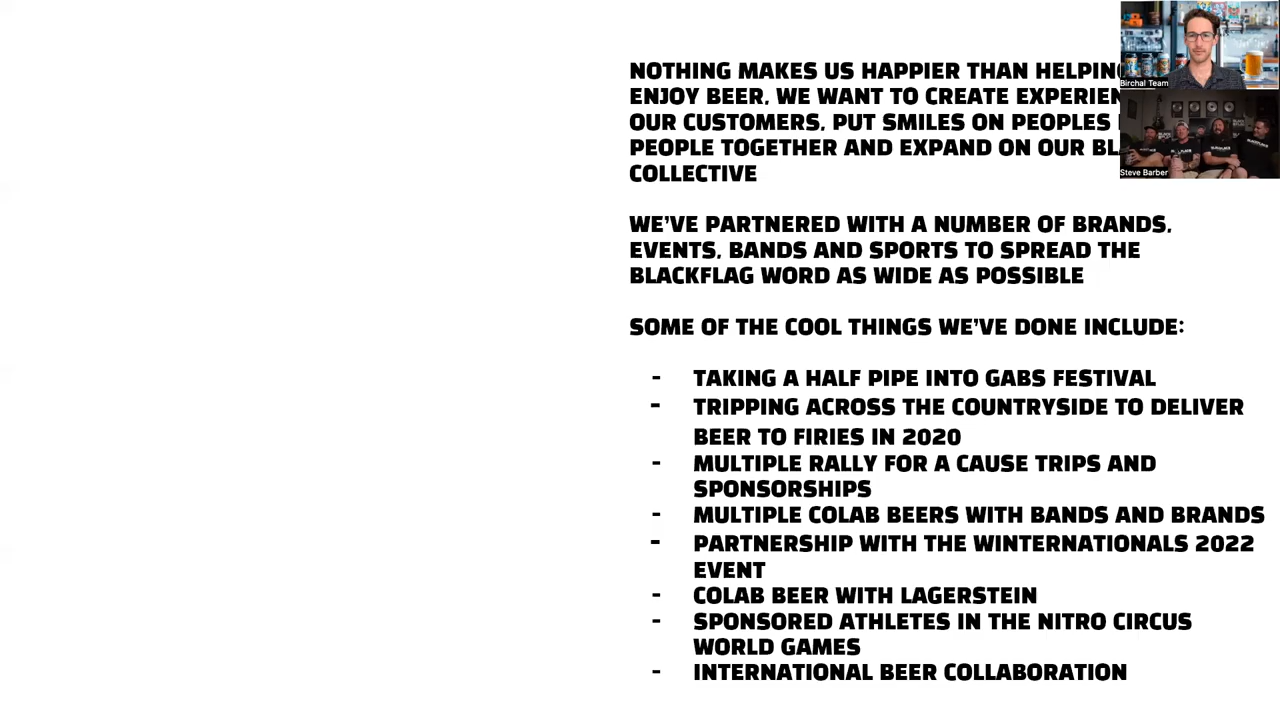 NOTHING MAKES US HAPPIER THAN HELPING
ENJOY BEER, WE WANT TO CREATE
OUR CUSTOMERS, PUT SMILES ON PEOPLES
PEOPLE TOGETHER AND EXPAND ON OUR
COLLECTIVE
WE'VE PARTNERED WITH A NUMBER OF BRANDS,
EVENTS, BANDS AND SPORTS TO SPREAD THE
BLACKFLAG WORD AS WIDE AS POSSIBLE
SOME OF THE COOL THINGS WE'VE DONE INCLUDE:
- TAKING A HALF PIPE INTO GABS FESTIVAL
- TRIPPING ACROSS THE COUNTRYSIDE TO DELIVER
BEER TO FIRIES IN 2020
- MULTIPLE RALLY FOR A CAUSE TRIPS AND
SPONSORSHIPS
- MULTIPLE COLAB BEERS WITH BANDS AND BRANDS
- PARTNERSHIP WITH THE WINTERNATIONALS 2022
EVENT
- COLAB BEER WITH LAGERSTEIN
- SPONSORED ATHLETES IN THE NITRO CIRCUS
WORLD GAMES
- INTERNATIONAL BEER COLLABORATION
Birchal Team
Steve Barber